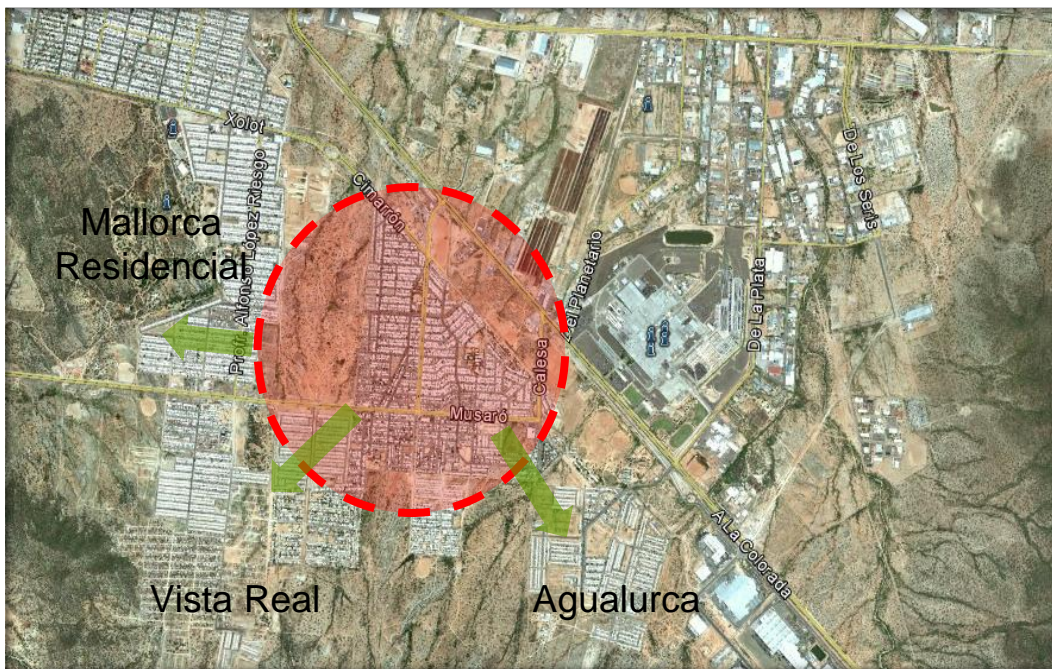 Xolot
Cimarrón
Mallorca
Residencial
Profr. Alfonso López Riesgo
De Los Seris
Del Planetario
De La Plata
Calesa
Musaró
A La Colorada
Vista Real
Agualurca